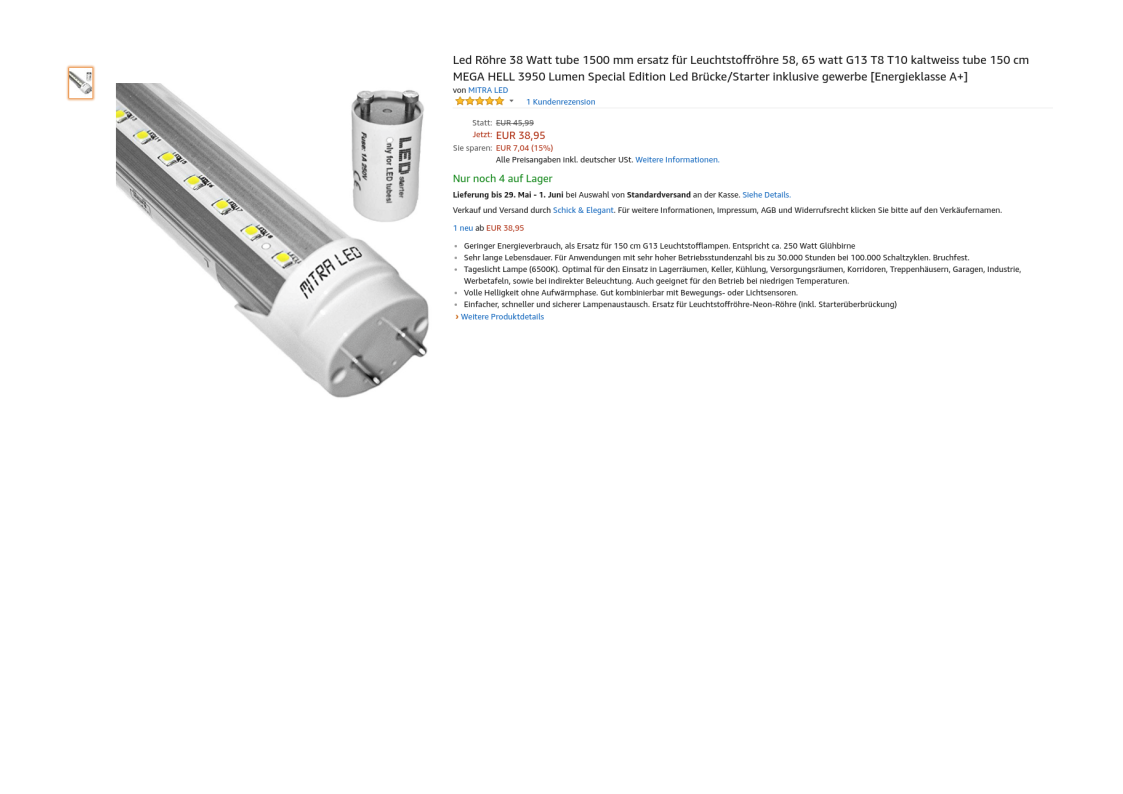 Led Röhre 38 Watt tube 1500 mm ersatz für Leuchtstoffröhre 58, 65 watt G13 T8 T10 kaltweiss tube 150 cm
MEGA HELL 3950 Lumen Special Edition Led Brücke/Starter inklusive gewerbe [Energieklasse A+]
von MITRA LED
1 Kundenrezension
Statt: EUR 45,99
Jetzt: EUR 38,95
Sie sparen: EUR 7,04 (15%)
Alle Preisangaben inkl. deutscher USt. Weitere Informationen.
Nur noch 4 auf Lager
Lieferung bis 29. Mai - 1. Juni bei Auswahl von Standardversand an der Kasse. Siehe Details.
Verkauf und Versand durch Schick & Elegant. Für weitere Informationen, Impressum, AGB und Widerrufsrecht klicken Sie bitte auf den Verkäufernamen.
1 neu ab EUR 38,95
Geringer Energieverbrauch, als Ersatz für 150 cm G13 Leuchtstofflampen. Entspricht ca. 250 Watt Glühbirne
Sehr lange Lebensdauer. Für Anwendungen mit sehr hoher Betriebsstundenzahl bis zu 30.000 Stunden bei 100.000 Schaltzyklen. Bruchfest.
Tageslicht Lampe (6500K). Optimal für den Einsatz in Lagerräumen, Keller, Kühlung, Versorgungsräumen, Korridoren, Treppenhäusern, Garagen, Industrie,
Werbetafeln, sowie bei indirekter Beleuchtung. Auch geeignet für den Betrieb bei niedrigen Temperaturen.
Volle Helligkeit ohne Aufwärmphase. Gut kombinierbar mit Bewegungs- oder Lichtsensoren.
Einfacher, schneller und sicherer Lampenaustausch. Ersatz für Leuchtstoffröhre-Neon-Röhre (inkl. Starterüberbrückung)
Weitere Produktdetails
MITRA LED
LED starter
Only for LED tubes!
Fuse: 1A 250V
CE